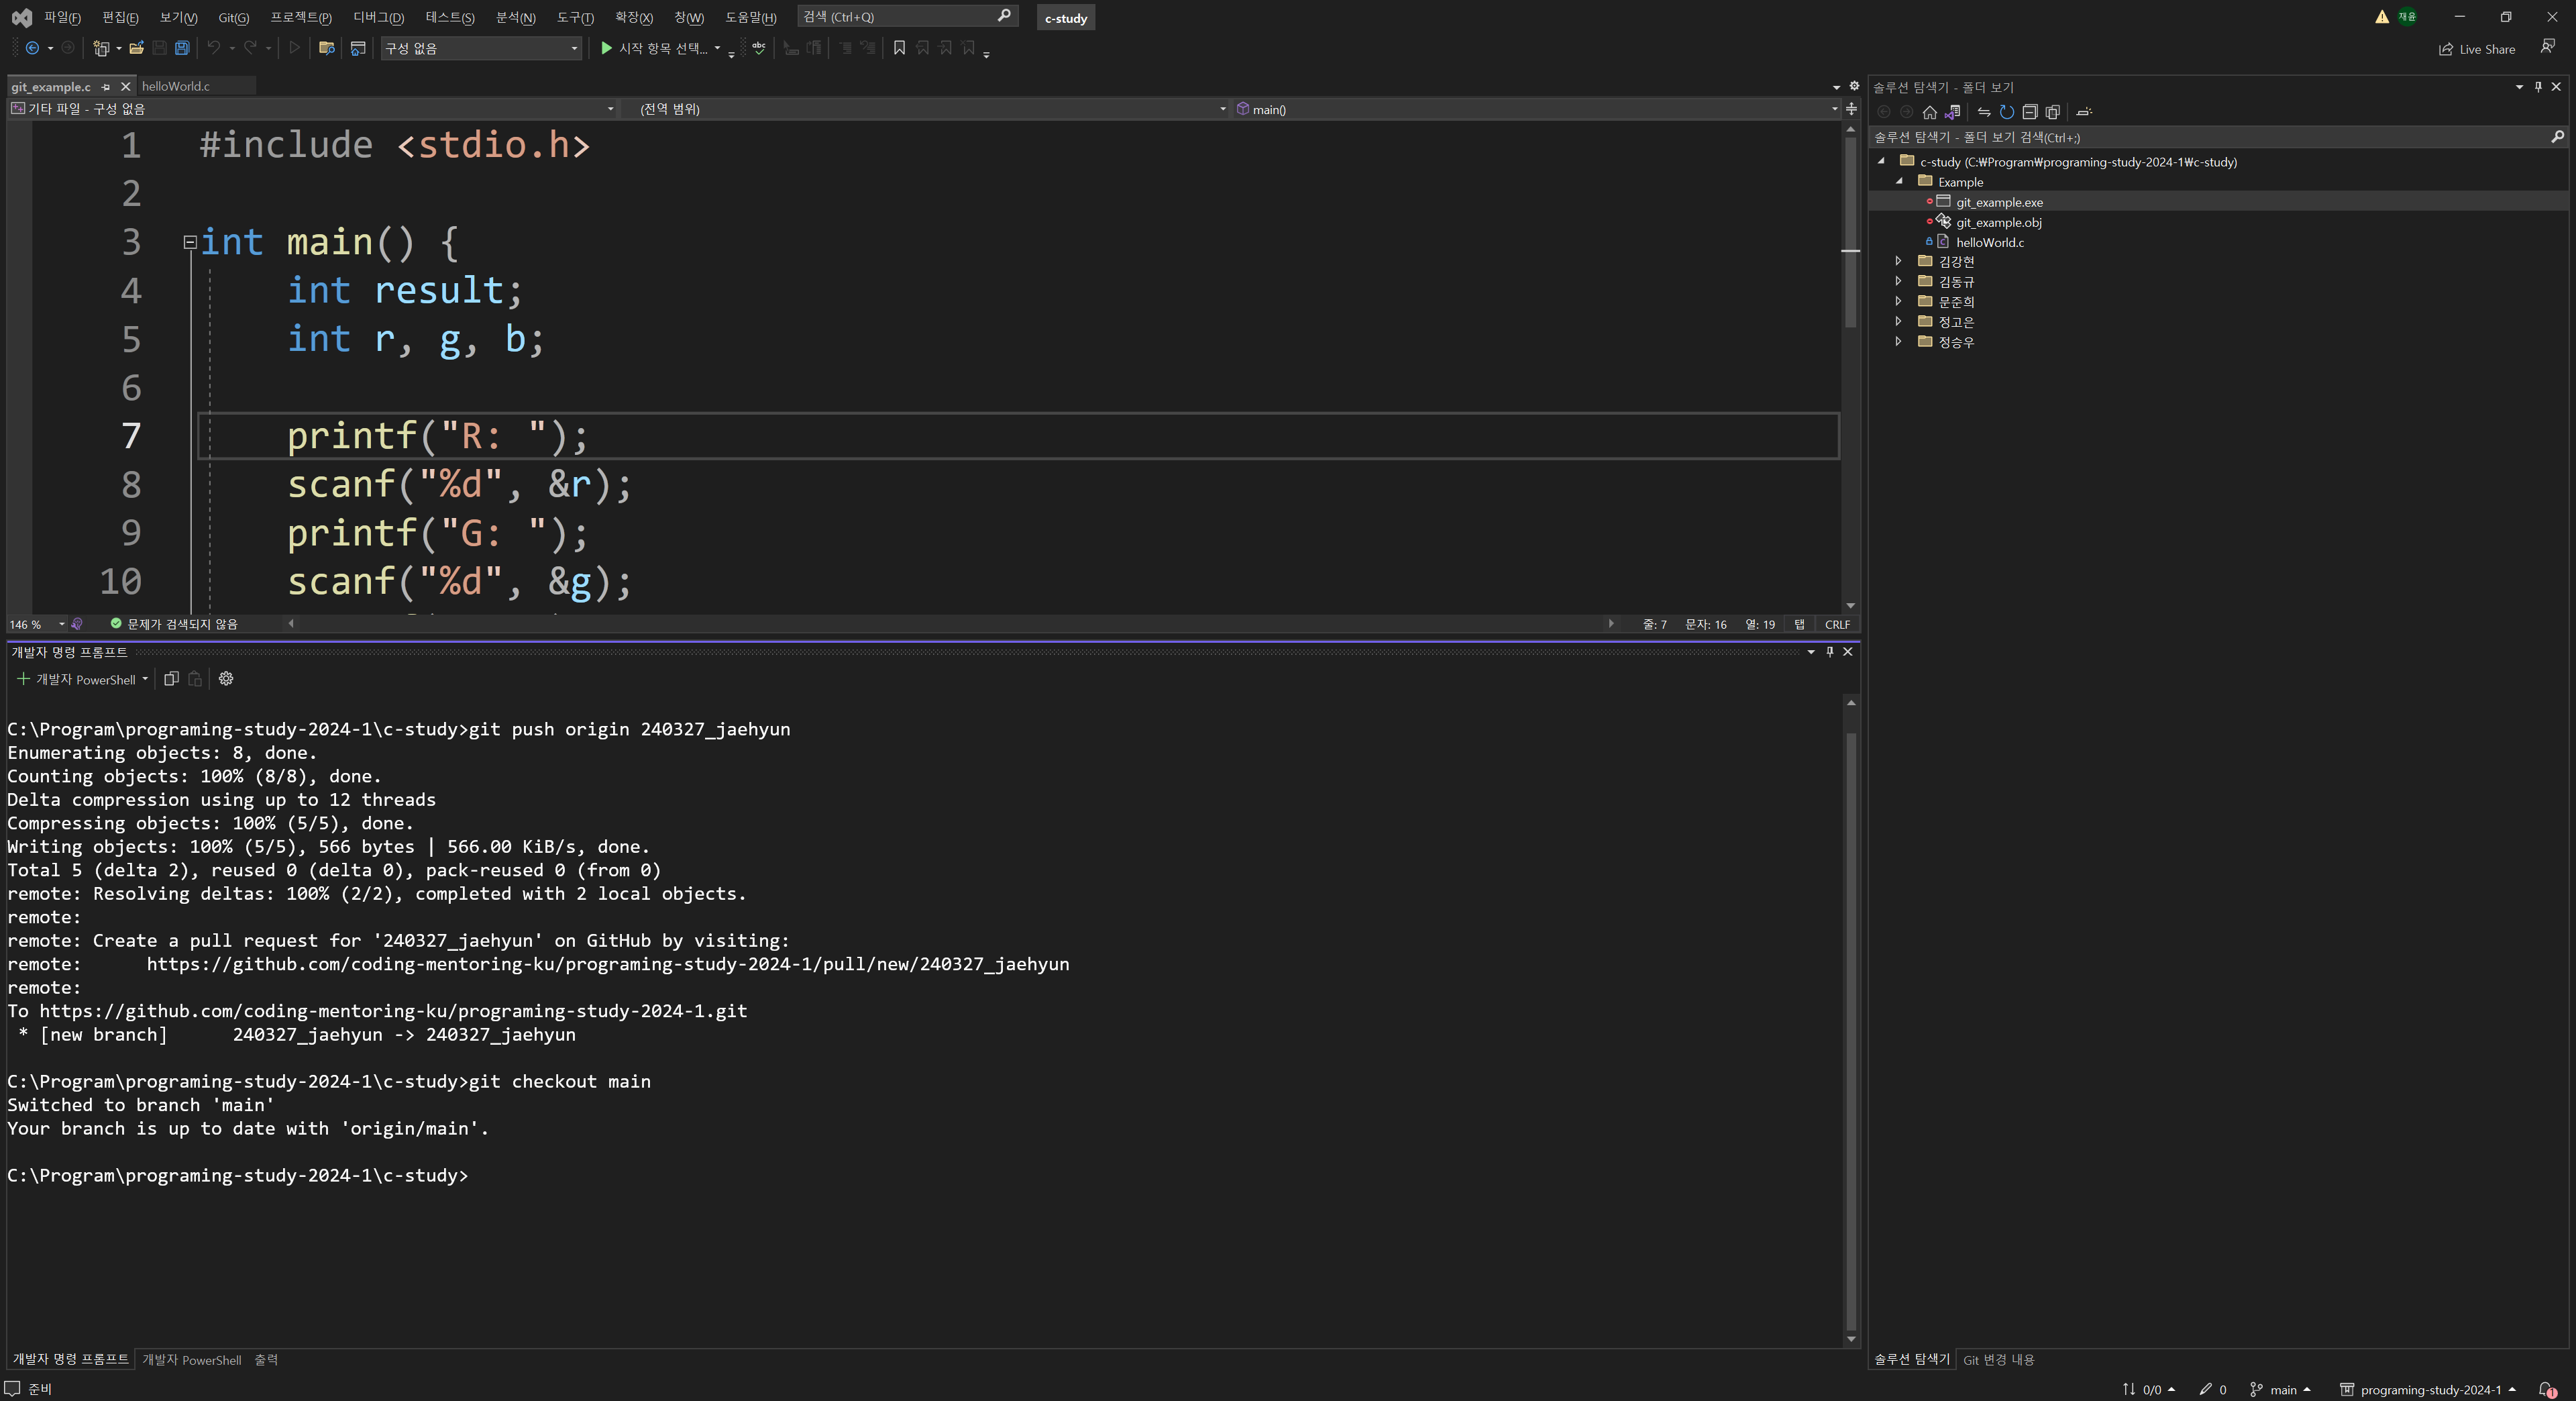 파일(F) 편집(E) 보기(V) Git(G) 프로젝트(P) 디버그(D) 테스트(S) 분석(N) 도구(T) 확장(X) 창(W) 도움말(H) 검색 (Ctrl+Q) c-study 재윤
구성 없음 시작 항목 선택... abc Live Share
git_example.c helloWorld.c
기타 파일 - 구성 없음 (전역 범위) main()
1 #include <stdio.h>
2
3 int main() {
4 int result;
5 int r, g, b;
6
7 printf("R: ");
8 scanf("%d", &r);
9 printf("G: ");
10 scanf("%d", &g);
146 % 문제가 검색되지 않음 줄: 7 문자: 16 열: 19 탭 CRLF
개발자 명령 프롬프트
개발자 PowerShell
C:\Program\programing-study-2024-1\c-study>git push origin 240327_jaehyun
Enumerating objects: 8, done.
Counting objects: 100% (8/8), done.
Delta compression using up to 12 threads
Compressing objects: 100% (5/5), done.
Writing objects: 100% (5/5), 566 bytes | 566.00 KiB/s, done.
Total 5 (delta 2), reused 0 (delta 0), pack-reused 0 (from 0)
remote: Resolving deltas: 100% (2/2), completed with 2 local objects.
remote:
remote: Create a pull request for '240327_jaehyun' on GitHub by visiting:
remote: https://github.com/coding-mentoring-ku/programing-study-2024-1/pull/new/240327_jaehyun
remote:
To https://github.com/coding-mentoring-ku/programing-study-2024-1.git
* [new branch] 240327_jaehyun -> 240327_jaehyun
C:\Program\programing-study-2024-1\c-study>git checkout main
Switched to branch 'main'
Your branch is up to date with 'origin/main'.
C:\Program\programing-study-2024-1\c-study>
개발자 명령 프롬프트 개발자 PowerShell 출력
솔루션 탐색기 - 폴더 보기
솔루션 탐색기 - 폴더 보기 검색(Ctrl+;)
c-study (C:₩Program₩programing-study-2024-1₩c-study)
Example
git_example.exe
git_example.obj
helloWorld.c
김강현
김동규
문준희
정고은
정승우
솔루션 탐색기 Git 변경 내용
준비 0/0 0 main programing-study-2024-1 1